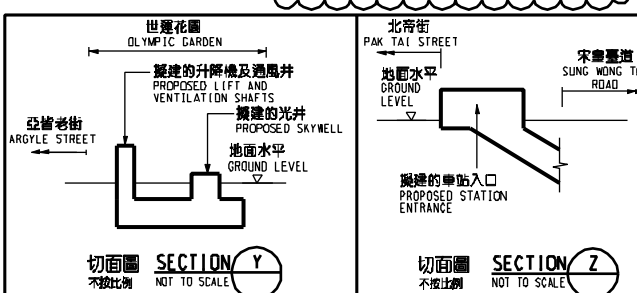 世運花園
OLYMPIC GARDEN
擬建的升降機及通風井
PROPOSED LIFT AND
VENTILATION SHAFTS
擬建的光井
PROPOSED SKYWELL
亞皆老街
ARGYLE STREET
地面水平
GROUND LEVEL
切面圖 SECTION Y
不按比例 NOT TO SCALE
北帝街
PAK TAI STREET
地面水平
GROUND
LEVEL
宋皇臺道
SUNG WONG T
ROAD
擬建的車站入口
PROPOSED STATION
ENTRANCE
切面圖 SECTION Z
不按比例 NOT TO SCALE